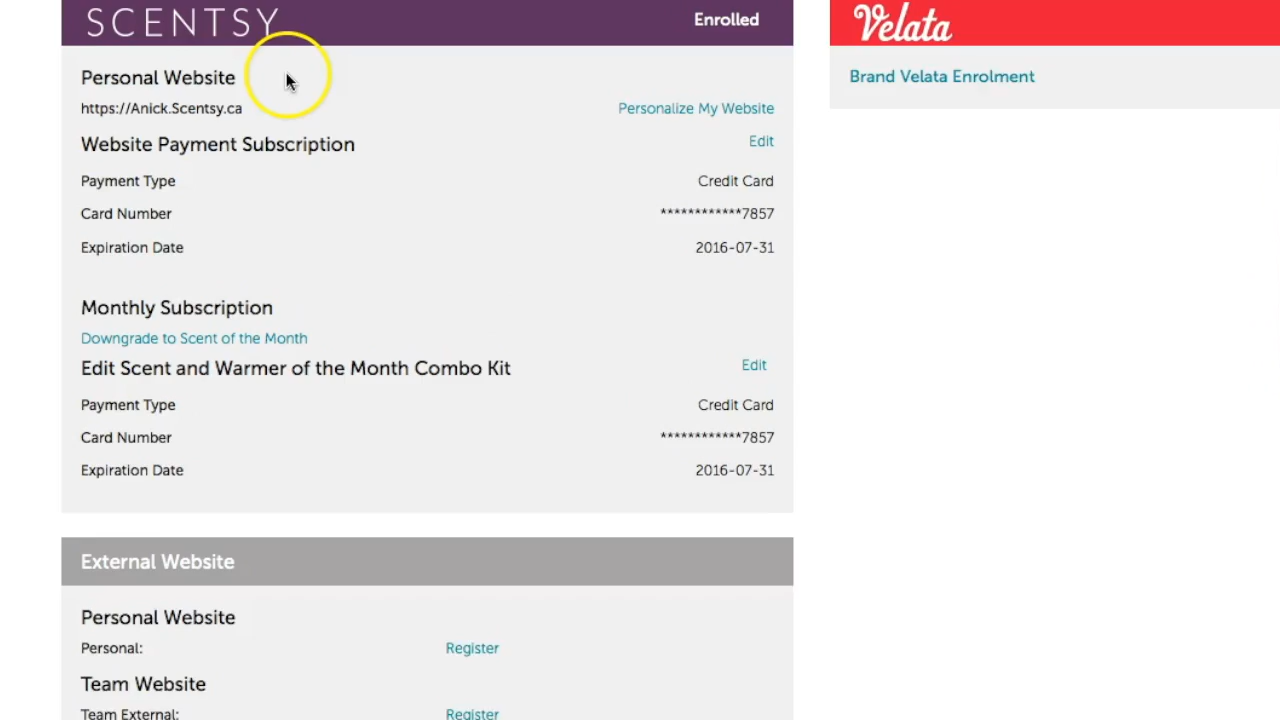 SCENTSY
Enrolled
Personal Website
https://Anick.Scentsy.ca
Personalize My Website
Website Payment Subscription
Edit
Payment Type
Credit Card
Card Number
************7857
Expiration Date
2016-07-31
Monthly Subscription
Downgrade to Scent of the Month
Edit Scent and Warmer of the Month Combo Kit
Edit
Payment Type
Credit Card
Card Number
************7857
Expiration Date
2016-07-31
External Website
Personal Website
Personal:
Register
Team Website
Team External:
Register
Velata
Brand Velata Enrolment